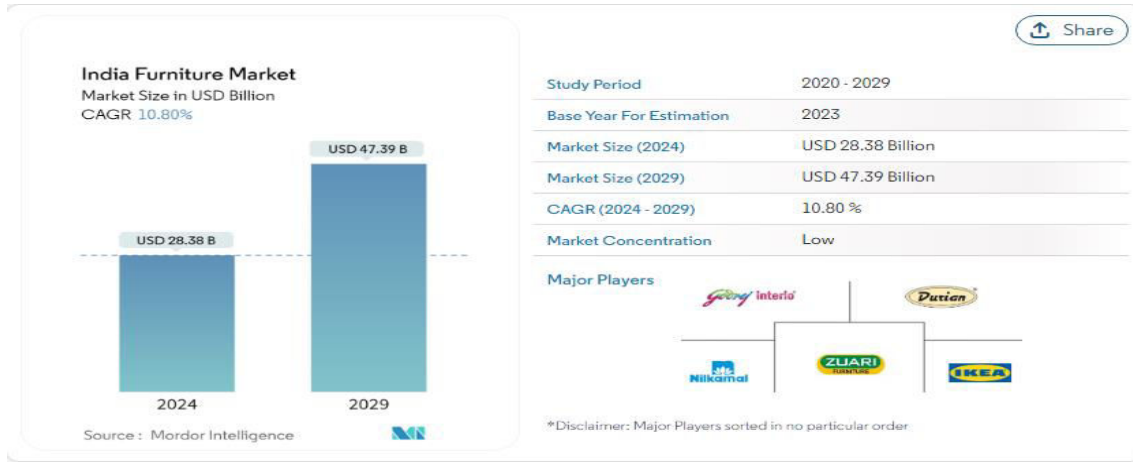 Share
India Furniture Market
Market Size in USD Billion
CAGR 10.80%
USD 47.39 B
USD 28.38 B
2024 2029
Source : Mordor Intelligence
Study Period 2020 - 2029
Base Year For Estimation 2023
Market Size (2024) USD 28.38 Billion
Market Size (2029) USD 47.39 Billion
CAGR (2024 - 2029) 10.80 %
Market Concentration Low
Major Players
Godrej interio
Durian
Nilkamal
ZUARI
FURNITURE
IKEA
*Disclaimer: Major Players sorted in no particular order